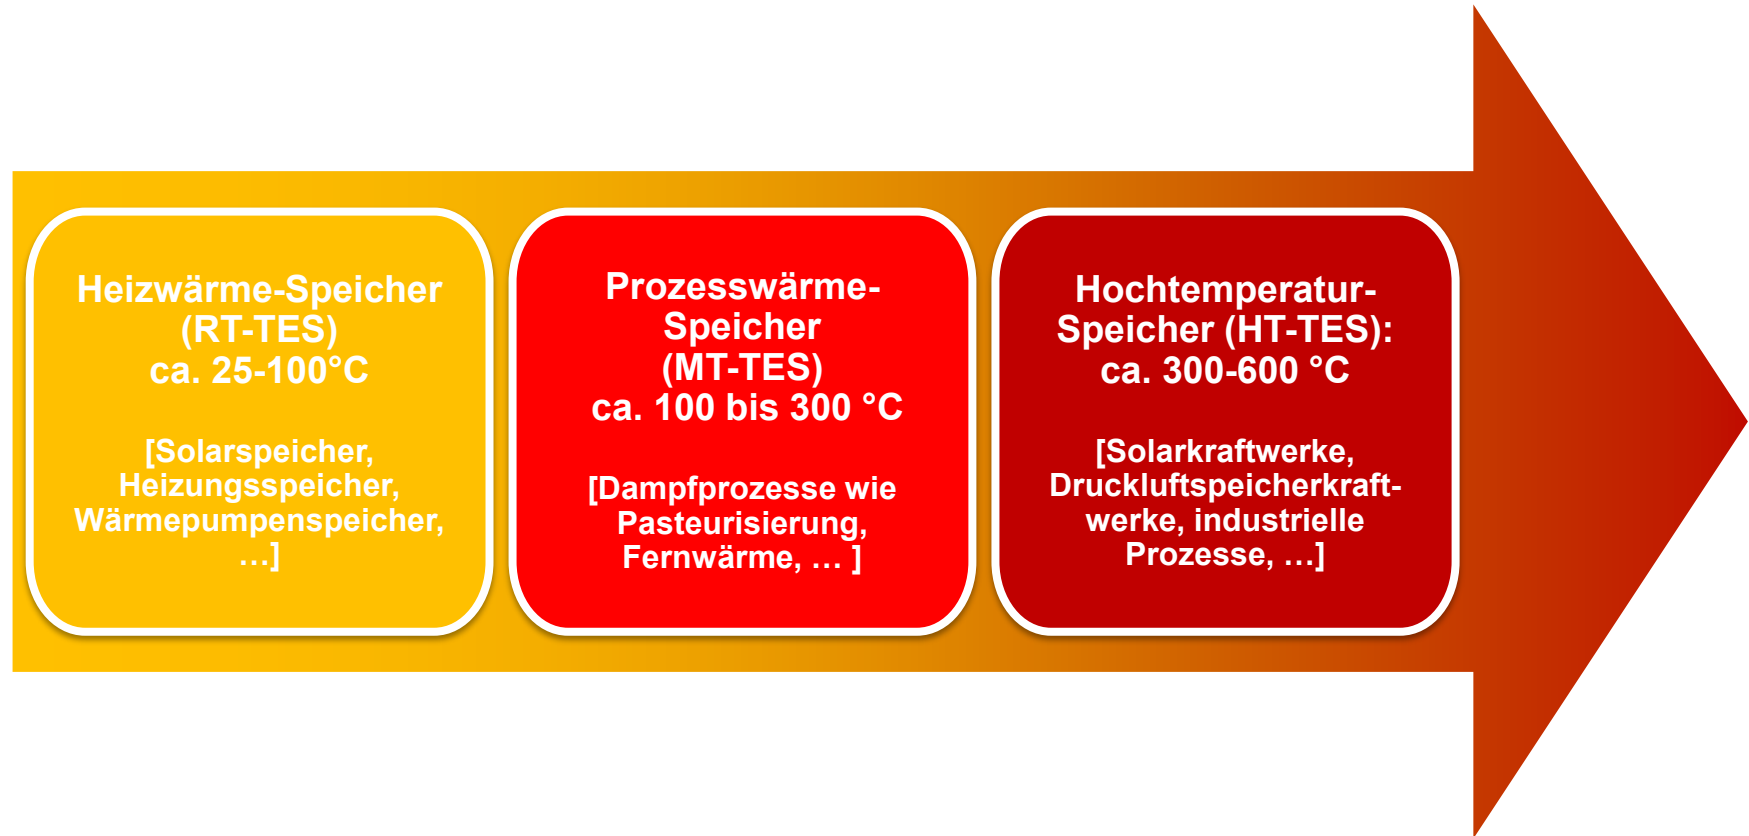 Heizwärme-Speicher
(RT-TES)
ca. 25-100°C
[Solarspeicher,
Heizungsspeicher,
Wärmepumpenspeicher,
…]
Prozesswärme-
Speicher
(MT-TES)
ca. 100 bis 300 °C
[Dampfprozesse wie
Pasteurisierung,
Fernwärme, … ]
Hochtemperatur-
Speicher (HT-TES):
ca. 300-600 °C
[Solarkraftwerke,
Druckluftspeicherkraft-
werke, industrielle
Prozesse, …]